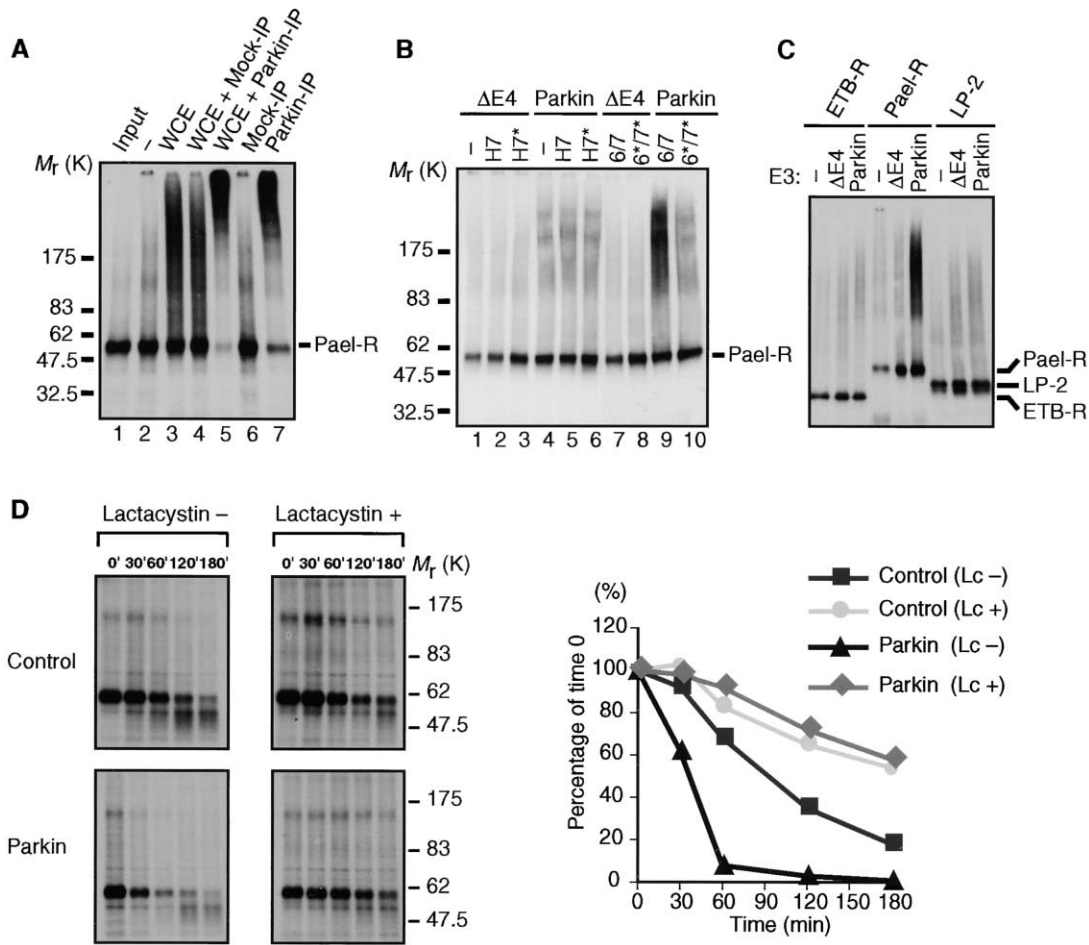 A
Input
–
WCE
WCE + Mock-IP
WCE + Parkin-IP
Mock-IP
Parkin-IP
Mr (K)
175
83
62
47.5
32.5
Pael-R
1 2 3 4 5 6 7
B
ΔE4 Parkin ΔE4 Parkin
– H7 H7* – H7 H7* 6/7 6*/7* 6/7 6*/7*
Mr (K)
175
83
62
47.5
32.5
Pael-R
1 2 3 4 5 6 7 8 9 10
C
ETB-R Pael-R LP-2
E3: – ΔE4 Parkin – ΔE4 Parkin – ΔE4 Parkin
Pael-R
LP-2
ETB-R
D
Lactacystin – Lactacystin +
0' 30' 60' 120' 180' 0' 30' 60' 120' 180' Mr (K)
Control
175
83
62
47.5
Parkin
175
83
62
47.5
Control (Lc –)
Control (Lc +)
Parkin (Lc –)
Parkin (Lc +)
(%)
120
100
80
60
40
20
0
Percentage of time 0
0 30 60 90 120 150 180
Time (min)